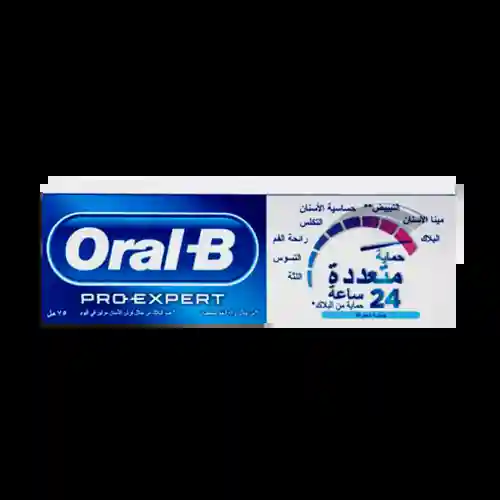 Oral-B
PRO-EXPERT
٧٥ مل
التبييض**
حساسية الأسنان
مينا الأسنان
التكلس
البلاك
رائحة الفم
التسوس
اللثة
حماية
متعددة
24 ساعة
حماية من البلاك*